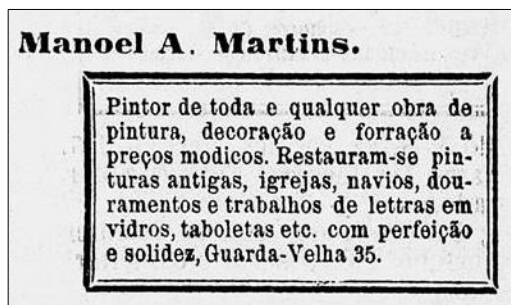 Manoel A. Martins.
Pintor de toda e qualquer obra de
pintura, decoração e forração a
preços modicos. Restauram-se pin-
turas antigas, igrejas, navios, dou-
ramentos e trabalhos de lettras em
vidros, taboletas etc. com perfeição
e solidez, Guarda-Velha 35.